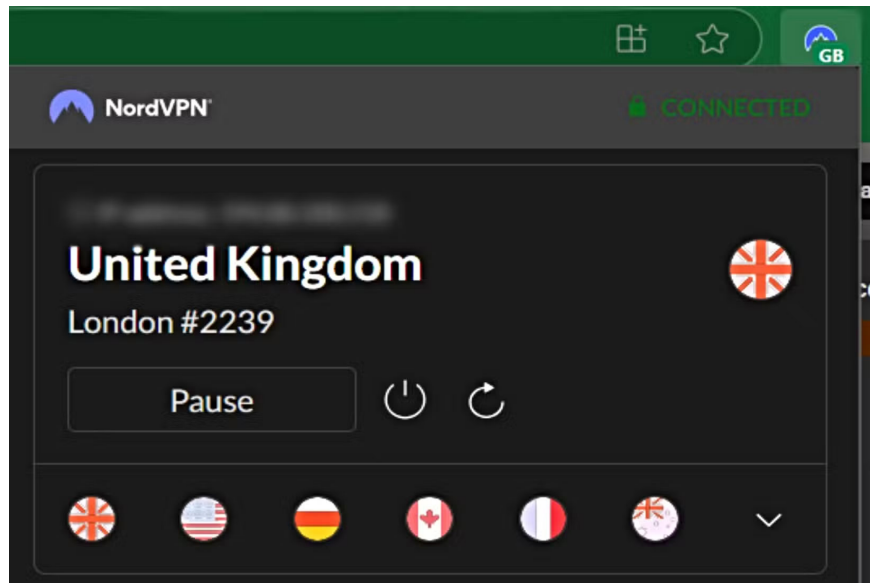 GB
NordVPN®
CONNECTED
United Kingdom
London #2239
Pause